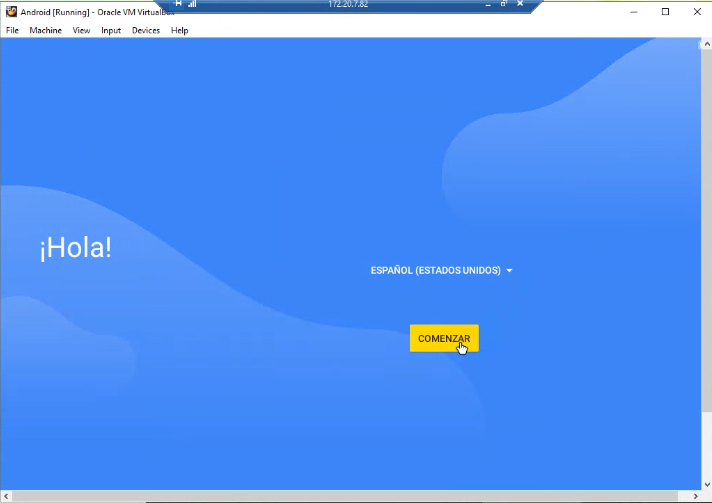 172.20.7.82
Android [Running] - Oracle VM VirtualBox
File Machine View Input Devices Help
¡Hola!
ESPAÑOL (ESTADOS UNIDOS)
COMENZAR